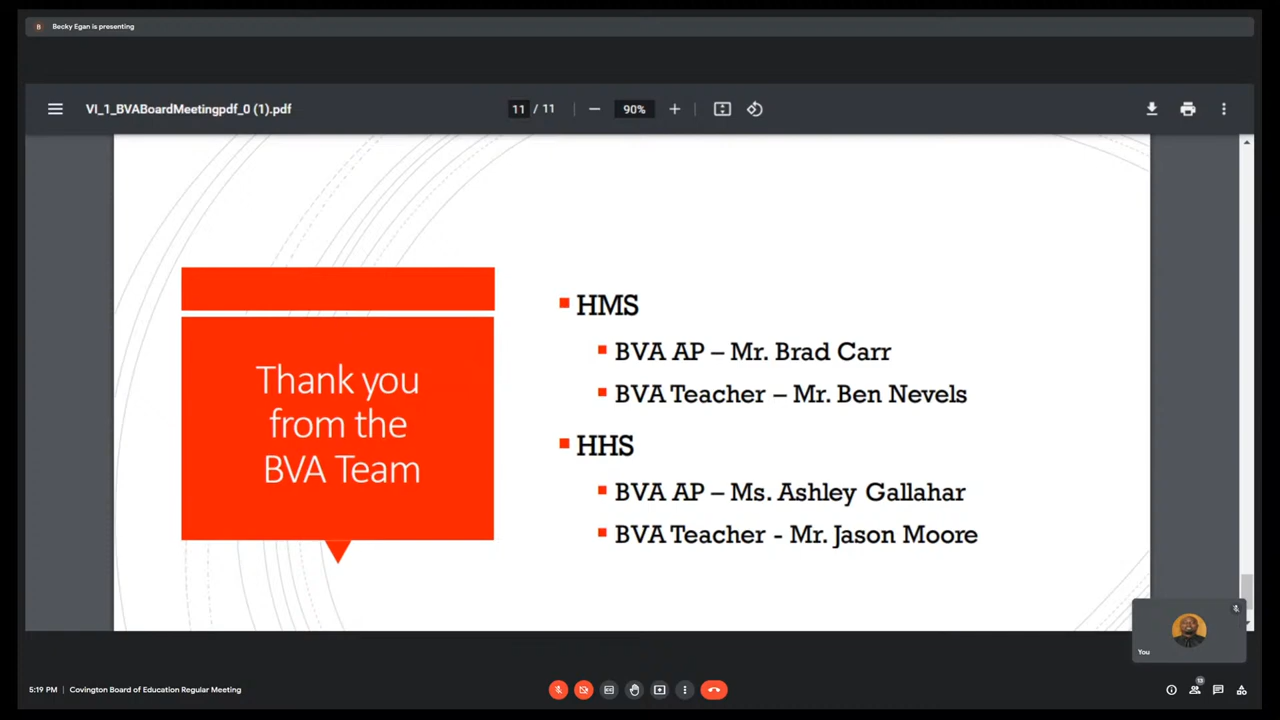 B Becky Egan is presenting
VI_1_BVABoardMeetingpdf_0 (1).pdf 11 / 11 90%
Thank you
from the
BVA Team
HMS
BVA AP – Mr. Brad Carr
BVA Teacher – Mr. Ben Nevels
HHS
BVA AP – Ms. Ashley Gallahar
BVA Teacher - Mr. Jason Moore
You
5:19 PM | Covington Board of Education Regular Meeting
13